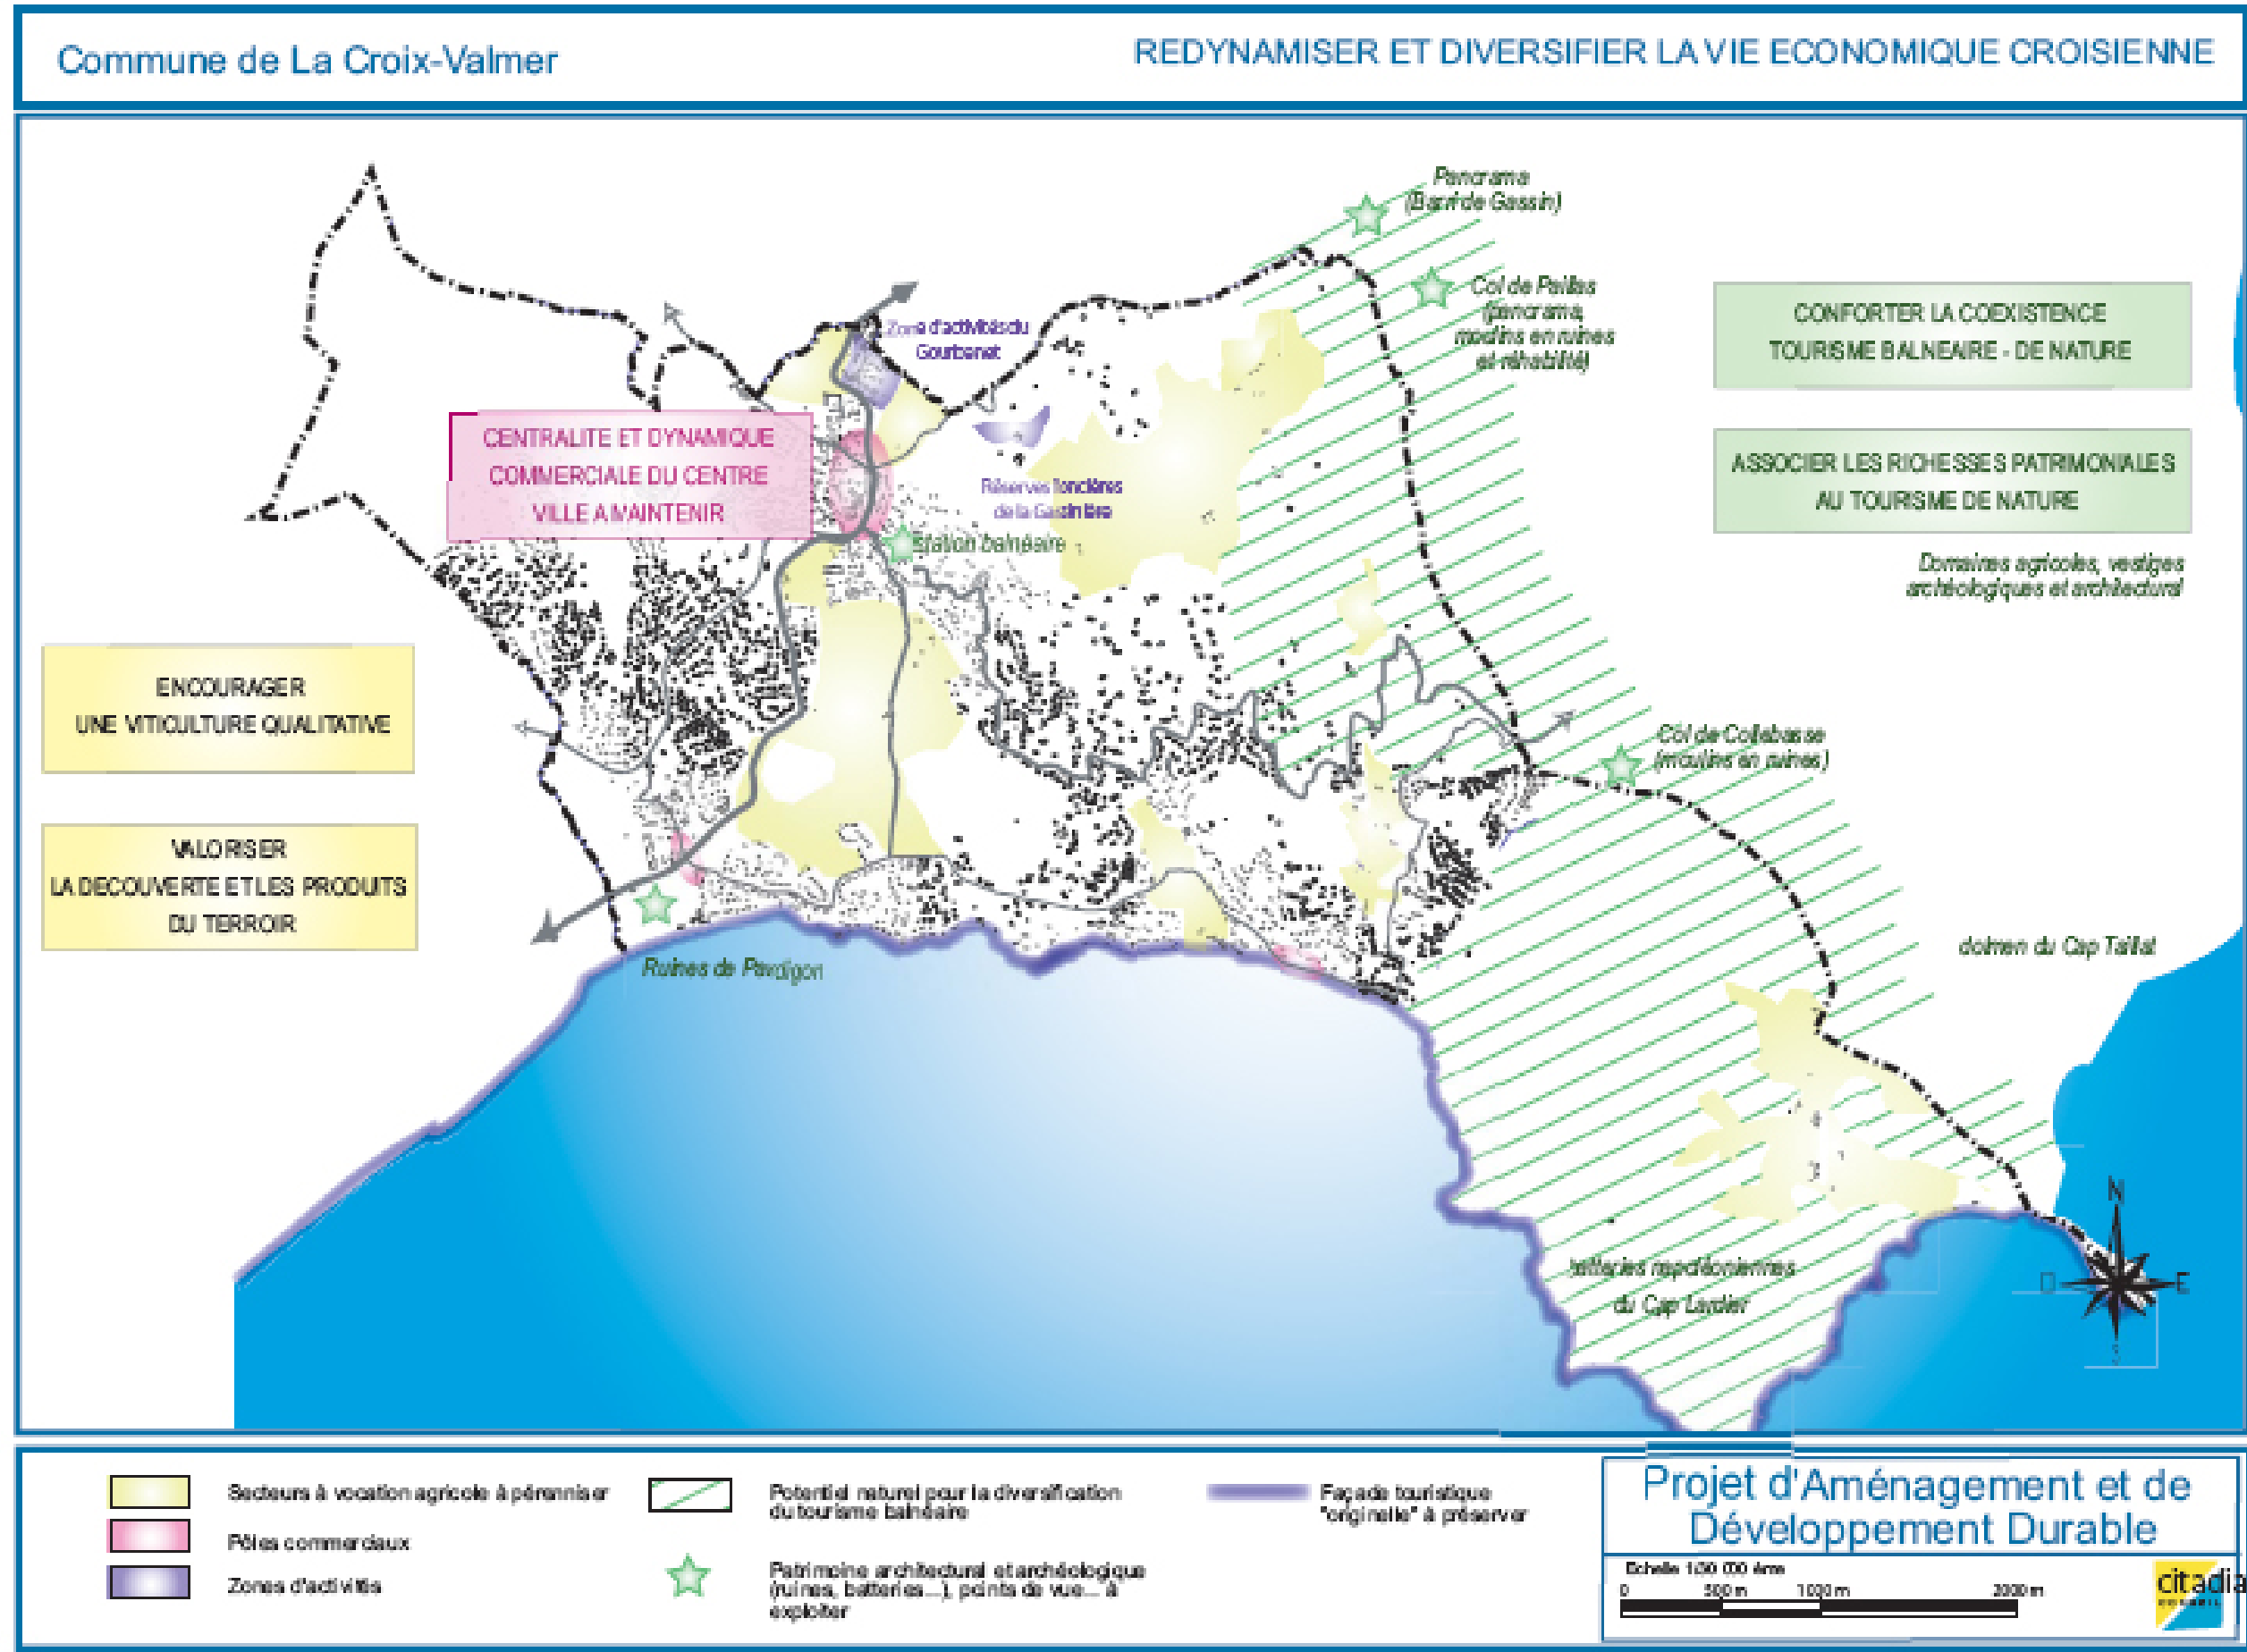 Commune de La Croix-Valmer
REDYNAMISER ET DIVERSIFIER LA VIE ECONOMIQUE CROISIENNE
Panorama
(Barri de Gassin)
Col de Paillas
(panorama,
moulins en ruines
et réhabilité)
CONFORTER LA COEXISTENCE
TOURISME BALNEAIRE - DE NATURE
Zone d'activités du
Gourbenet
CENTRALITE ET DYNAMIQUE
COMMERCIALE DU CENTRE
VILLE A MAINTENIR
ASSOCIER LES RICHESSES PATRIMONIALES
AU TOURISME DE NATURE
Réserves foncières
de la
Station balnéaire
Domaines agricoles, vestiges
archéologiques et architectural
ENCOURAGER
UNE VITICULTURE QUALITATIVE
Col de Collebasse
(moulins en ruines)
VALORISER
LA DECOUVERTE ET LES PRODUITS
DU TERROIR
dolmen du Cap Taillat
Ruines de Pardigon
batteries napoléoniennes
du Cap Lardier
N
O
E
S
Secteurs à vocation agricole à pérenniser
Pôles commerciaux
Zones d'activités
Potentiel naturel pour la diversification
du tourisme balnéaire
Patrimoine architectural et archéologique
(ruines, batteries...), points de vue... à
exploiter
Façade touristique
"originelle" à préserver
Projet d'Aménagement et de
Développement Durable
Echelle
0 500 m 1000 m 2000 m
citadia
CONSEIL